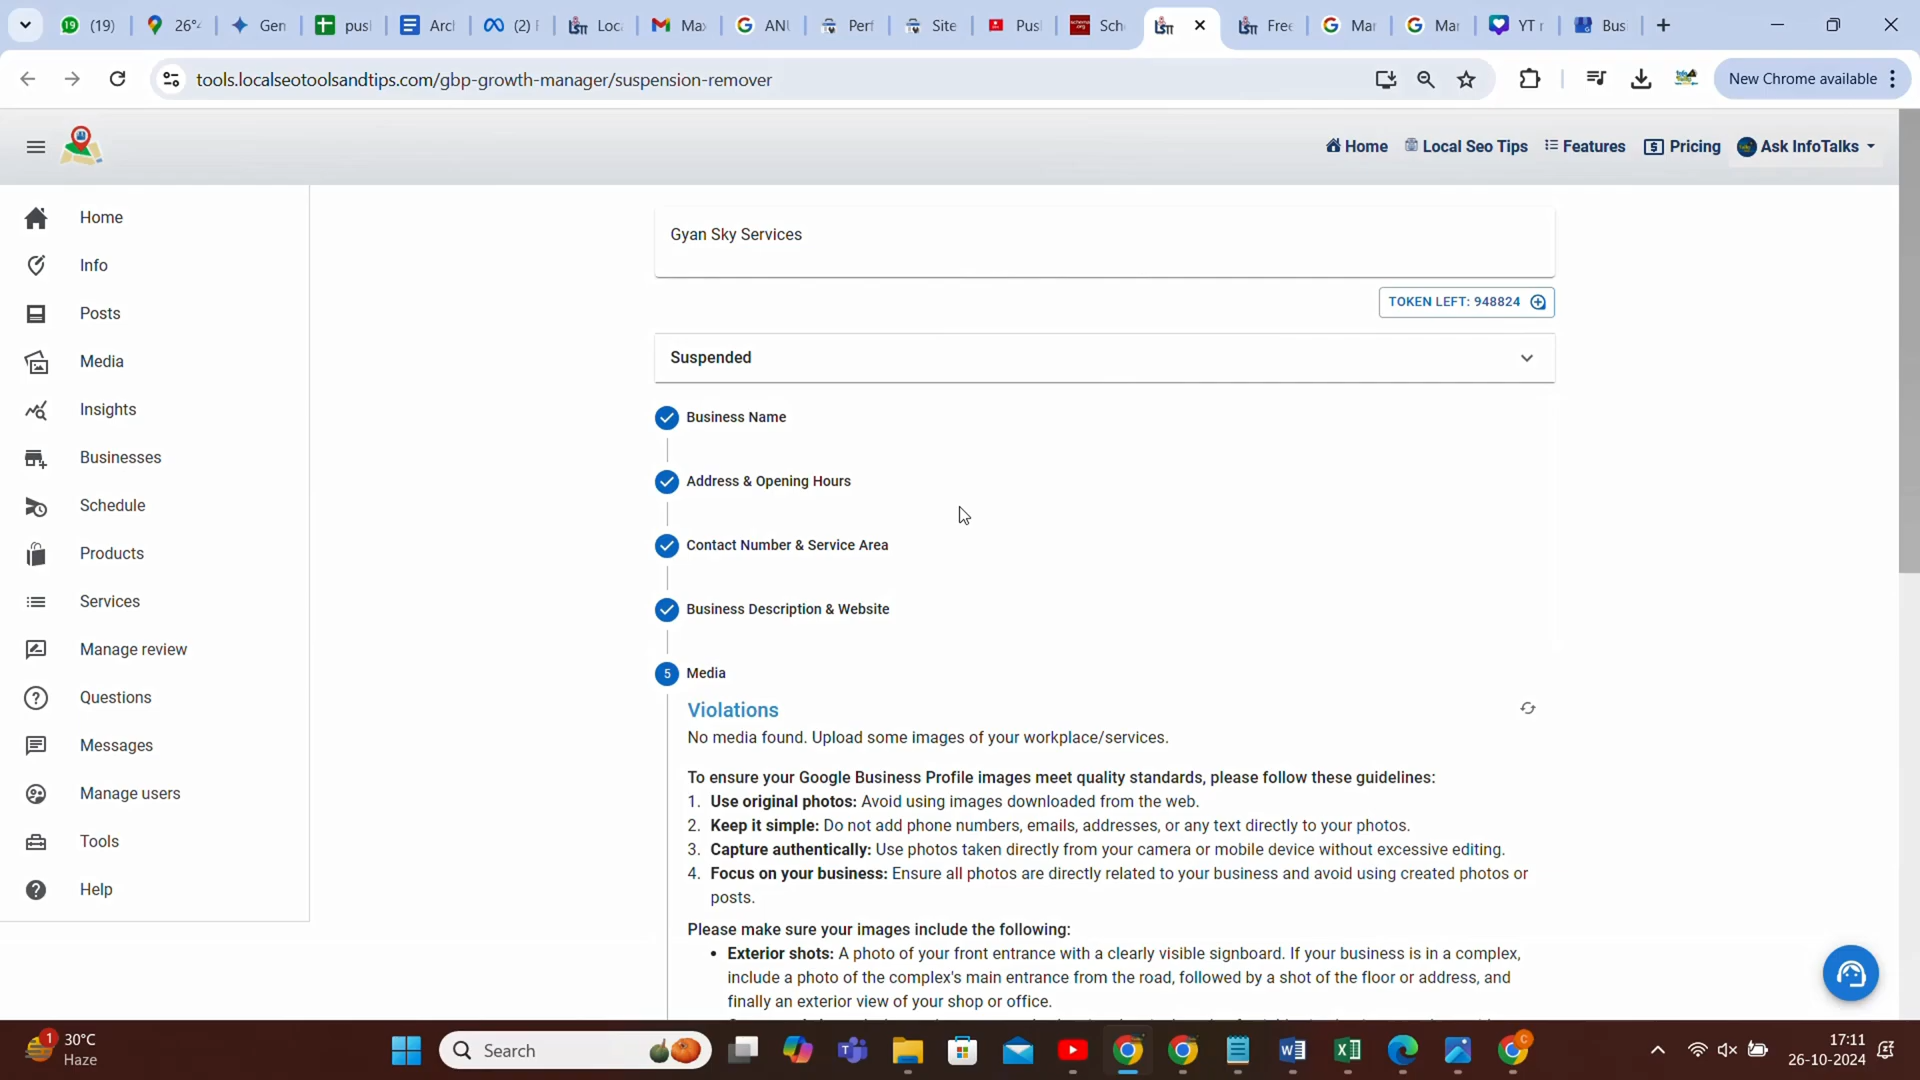 (19)
26°
Gen
pus
Arc
(2) F
Loc
Ma
ANU
Perf
Site
Pus
Sch
Free
Mar
Mar
YT r
Bus
tools.localseotoolsandtips.com/gbp-growth-manager/suspension-remover
New Chrome available
Home
Local Seo Tips
Features
Pricing
Ask InfoTalks
Home
Info
Posts
Media
Insights
Businesses
Schedule
Products
Services
Manage review
Questions
Messages
Manage users
Tools
Help
Gyan Sky Services
TOKEN LEFT: 948824
Suspended
Business Name
Address & Opening Hours
Contact Number & Service Area
Business Description & Website
5 Media
Violations
No media found. Upload some images of your workplace/services.
To ensure your Google Business Profile images meet quality standards, please follow these guidelines:
1. Use original photos: Avoid using images downloaded from the web.
2. Keep it simple: Do not add phone numbers, emails, addresses, or any text directly to your photos.
3. Capture authentically: Use photos taken directly from your camera or mobile device without excessive editing.
4. Focus on your business: Ensure all photos are directly related to your business and avoid using created photos or
posts.
Please make sure your images include the following:
• Exterior shots: A photo of your front entrance with a clearly visible signboard. If your business is in a complex,
include a photo of the complex's main entrance from the road, followed by a shot of the floor or address, and
finally an exterior view of your shop or office.
1
30°C
Haze
Search
17:11
26-10-2024